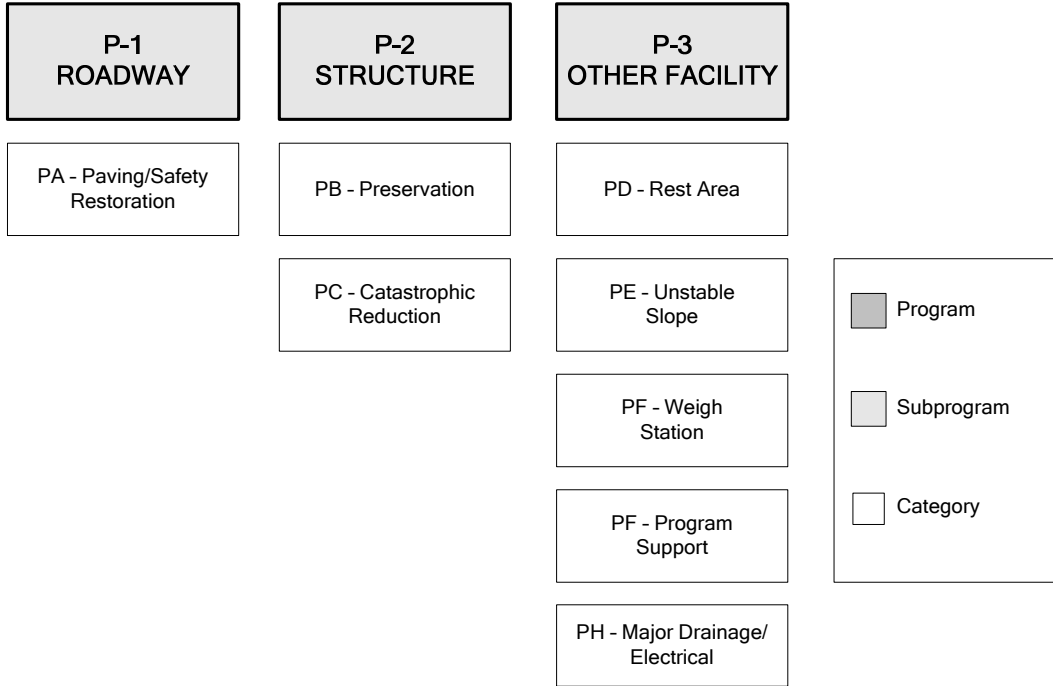 P-1
ROADWAY
P-2
STRUCTURE
P-3
OTHER FACILITY
PA - Paving/Safety
Restoration
PB - Preservation
PD - Rest Area
PC - Catastrophic
Reduction
PE - Unstable
Slope
PF - Weigh
Station
PF - Program
Support
PH - Major Drainage/
Electrical
Program
Subprogram
Category